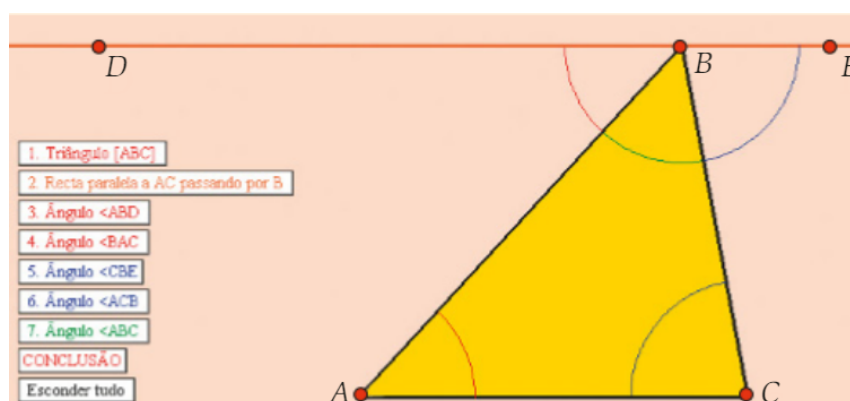 D
B
E
1. Triângulo [ABC]
2. Recta paralela a AC passando por B
3. Ângulo <ABD
4. Ângulo <BAC
5. Ângulo <CBE
6. Ângulo <ACB
7. Ângulo <ABC
CONCLUSÃO
Esconder tudo
A
C